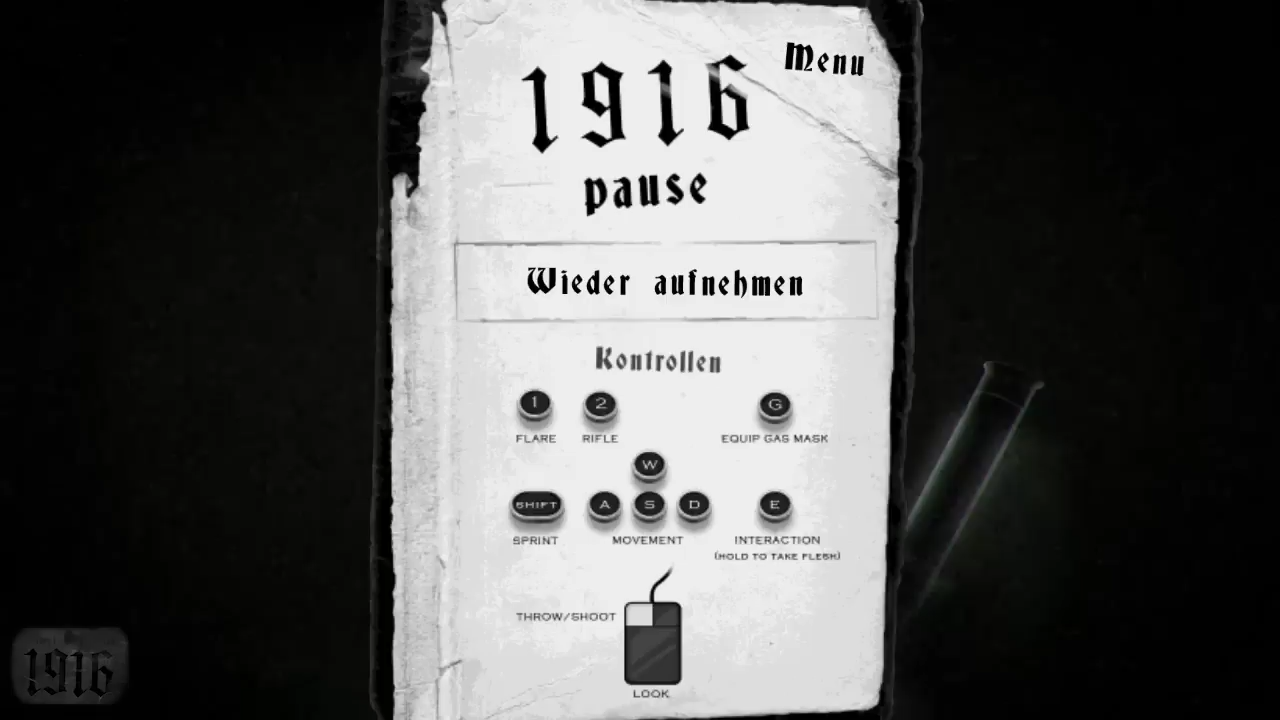 Menu
1916
pause
Wieder aufnehmen
Kontrollen
1 2 G
FLARE RIFLE EQUIP GAS MASK
W
SHIFT A S D E
SPRINT MOVEMENT INTERACTION
(HOLD TO TAKE FLESH)
THROW/SHOOT
LOOK
1916